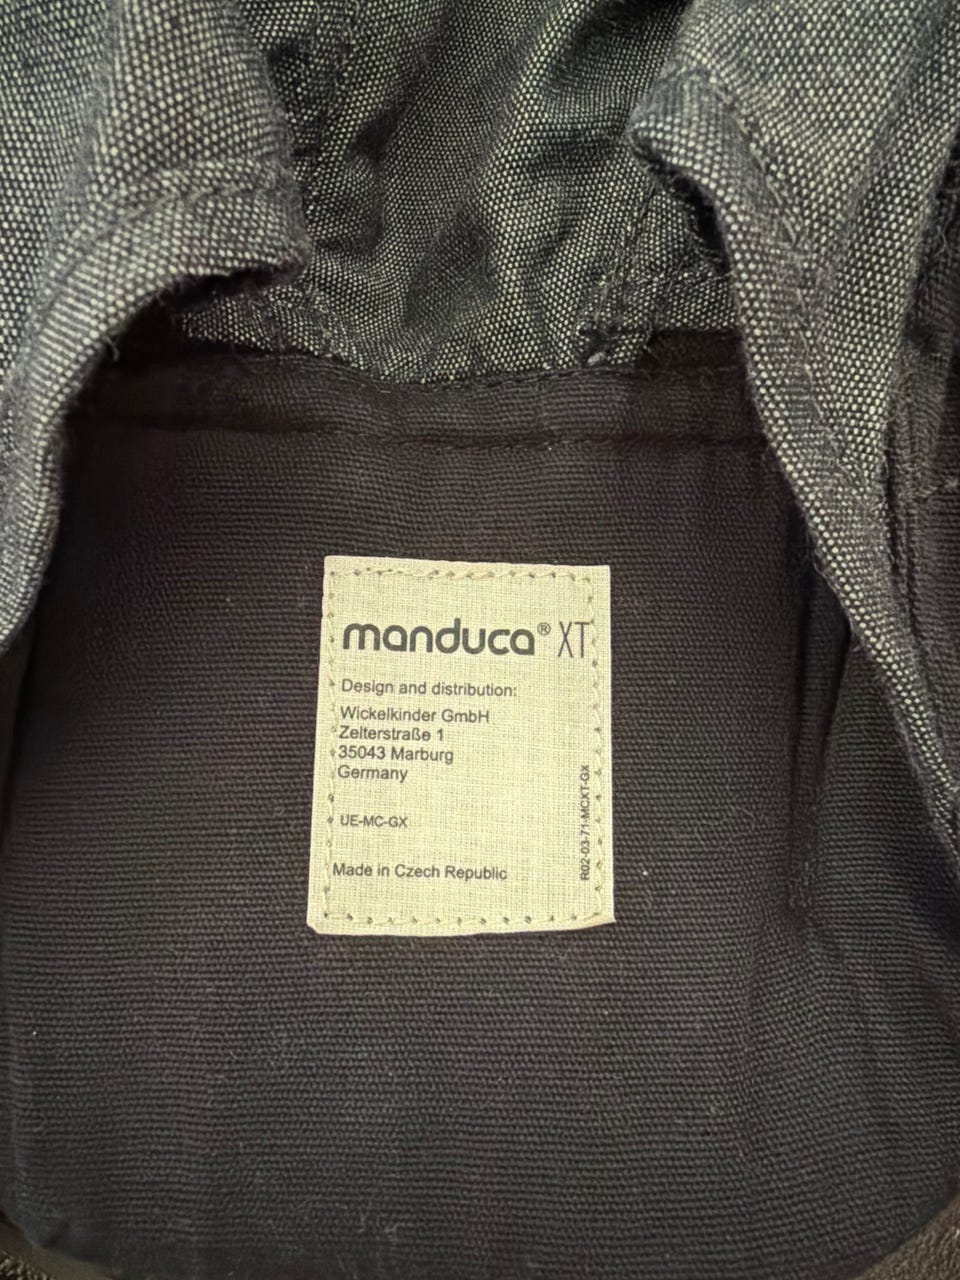 manduca® XT
Design and distribution:
Wickelkinder GmbH
Zelterstraße 1
35043 Marburg
Germany
UE-MC-GX
Made in Czech Republic
R02-03-71-MCXT-GX